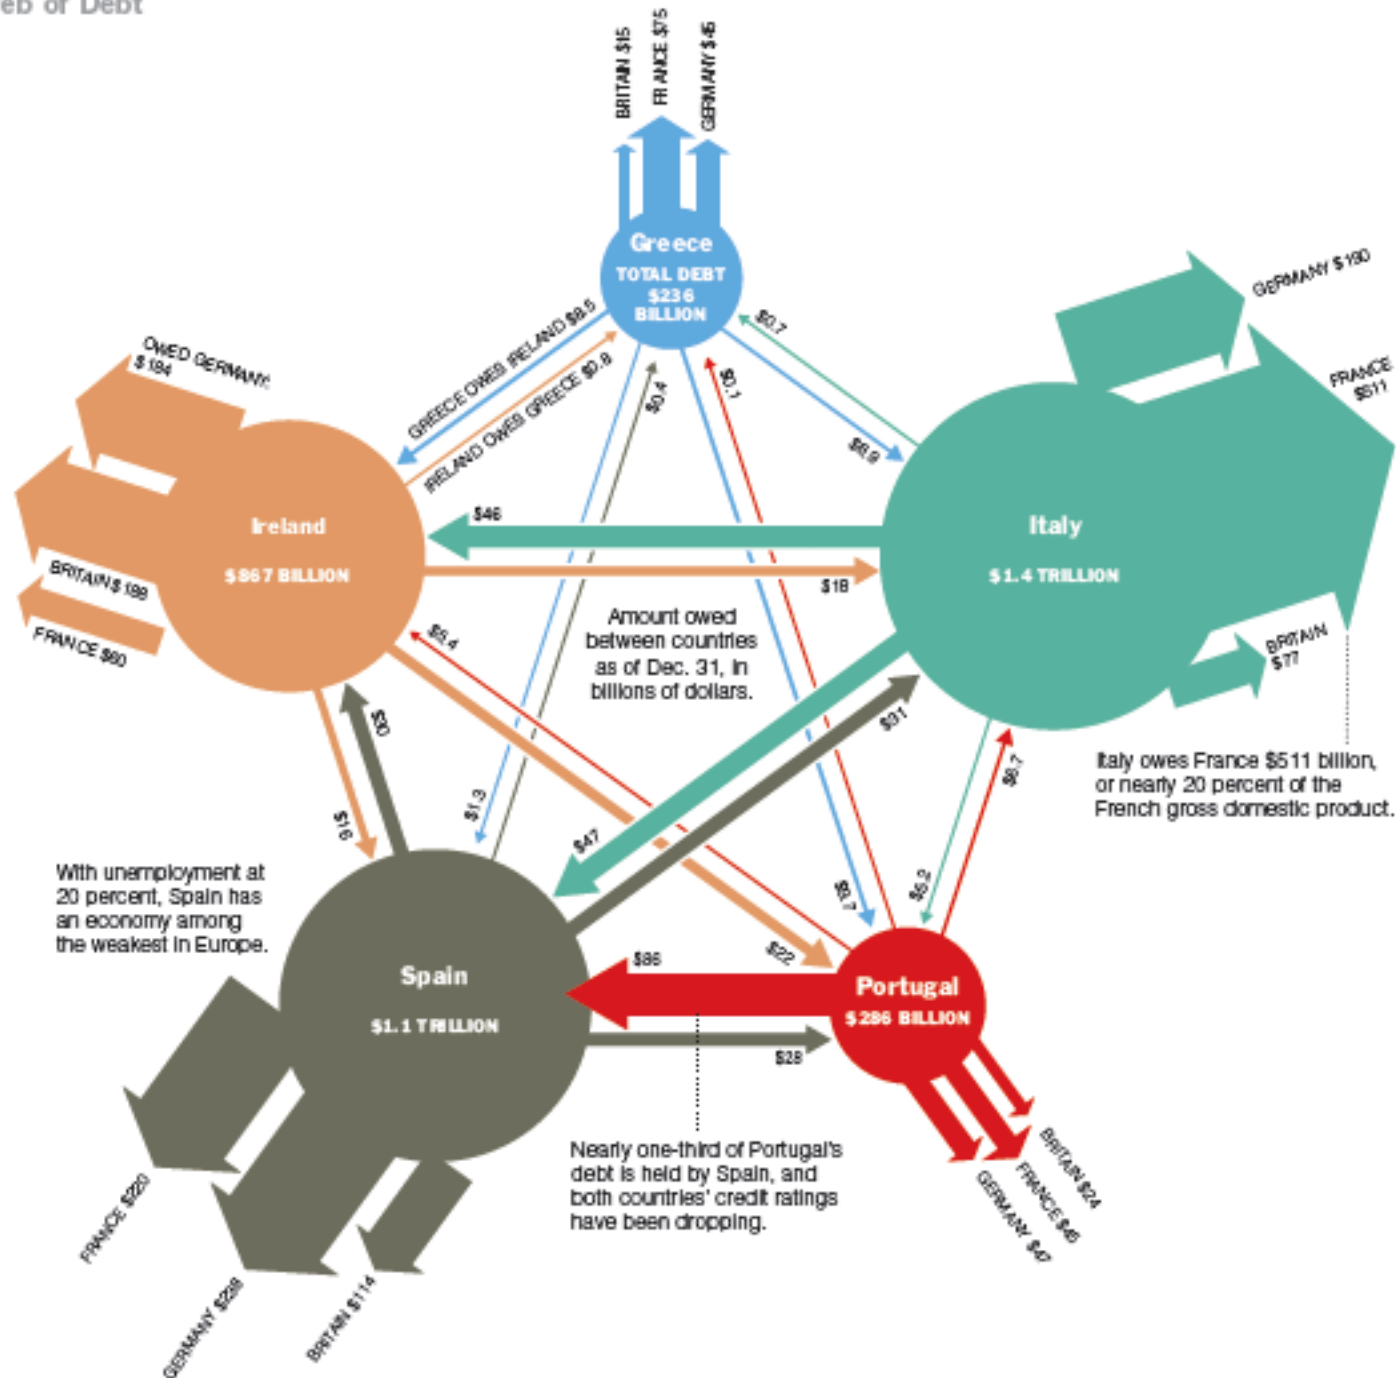 eb of Debt
BRITAIN $15
FRANCE $75
GERMANY $45
Greece
TOTAL DEBT
$236
BILLION
GREECE OWES IRELAND $8.5
IRELAND OWES GREECE $0.8
$0.4
$0.1
$0.7
$6.9
GERMANY $190
FRANCE
$511
OWED GERMANY:
$184
Ireland
$867 BILLION
BRITAIN $188
FRANCE $60
$46
$18
Italy
$1.4 TRILLION
BRITAIN
$77
Amount owed
between countries
as of Dec. 31, in
billions of dollars.
$5.4
$30
$16
$1.3
$47
$31
$22
$9.7
$5.2
$6.7
Italy owes France $511 billion,
or nearly 20 percent of the
French gross domestic product.
With unemployment at
20 percent, Spain has
an economy among
the weakest in Europe.
Spain
$1.1 TRILLION
$86
$28
Portugal
$286 BILLION
Nearly one-third of Portugal's
debt is held by Spain, and
both countries' credit ratings
have been dropping.
FRANCE $220
GERMANY $238
BRITAIN $114
BRITAIN $24
FRANCE $45
GERMANY $47